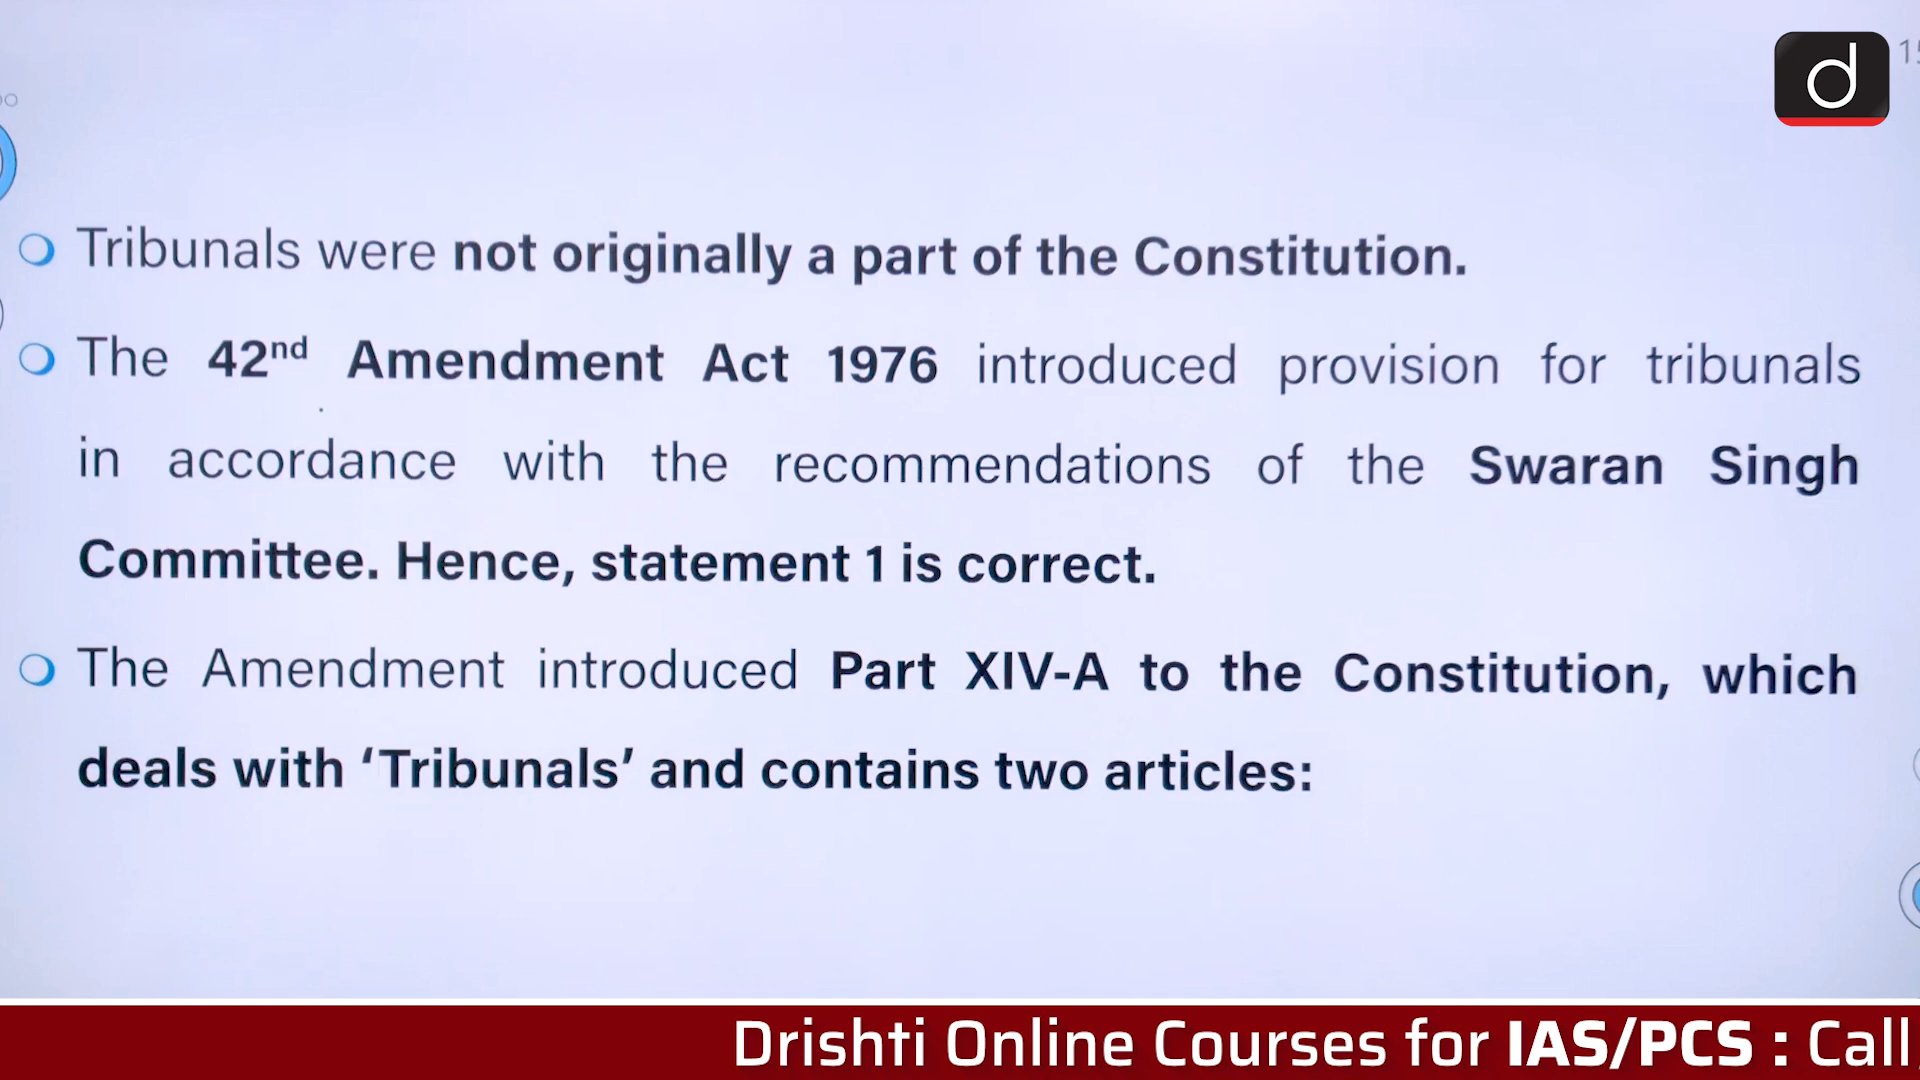 Tribunals were not originally a part of the Constitution.
The 42nd Amendment Act 1976 introduced provision for tribunals
in accordance with the recommendations of the Swaran Singh
Committee. Hence, statement 1 is correct.
The Amendment introduced Part XIV-A to the Constitution, which
deals with ‘Tribunals’ and contains two articles:
Drishti Online Courses for IAS/PCS : Call